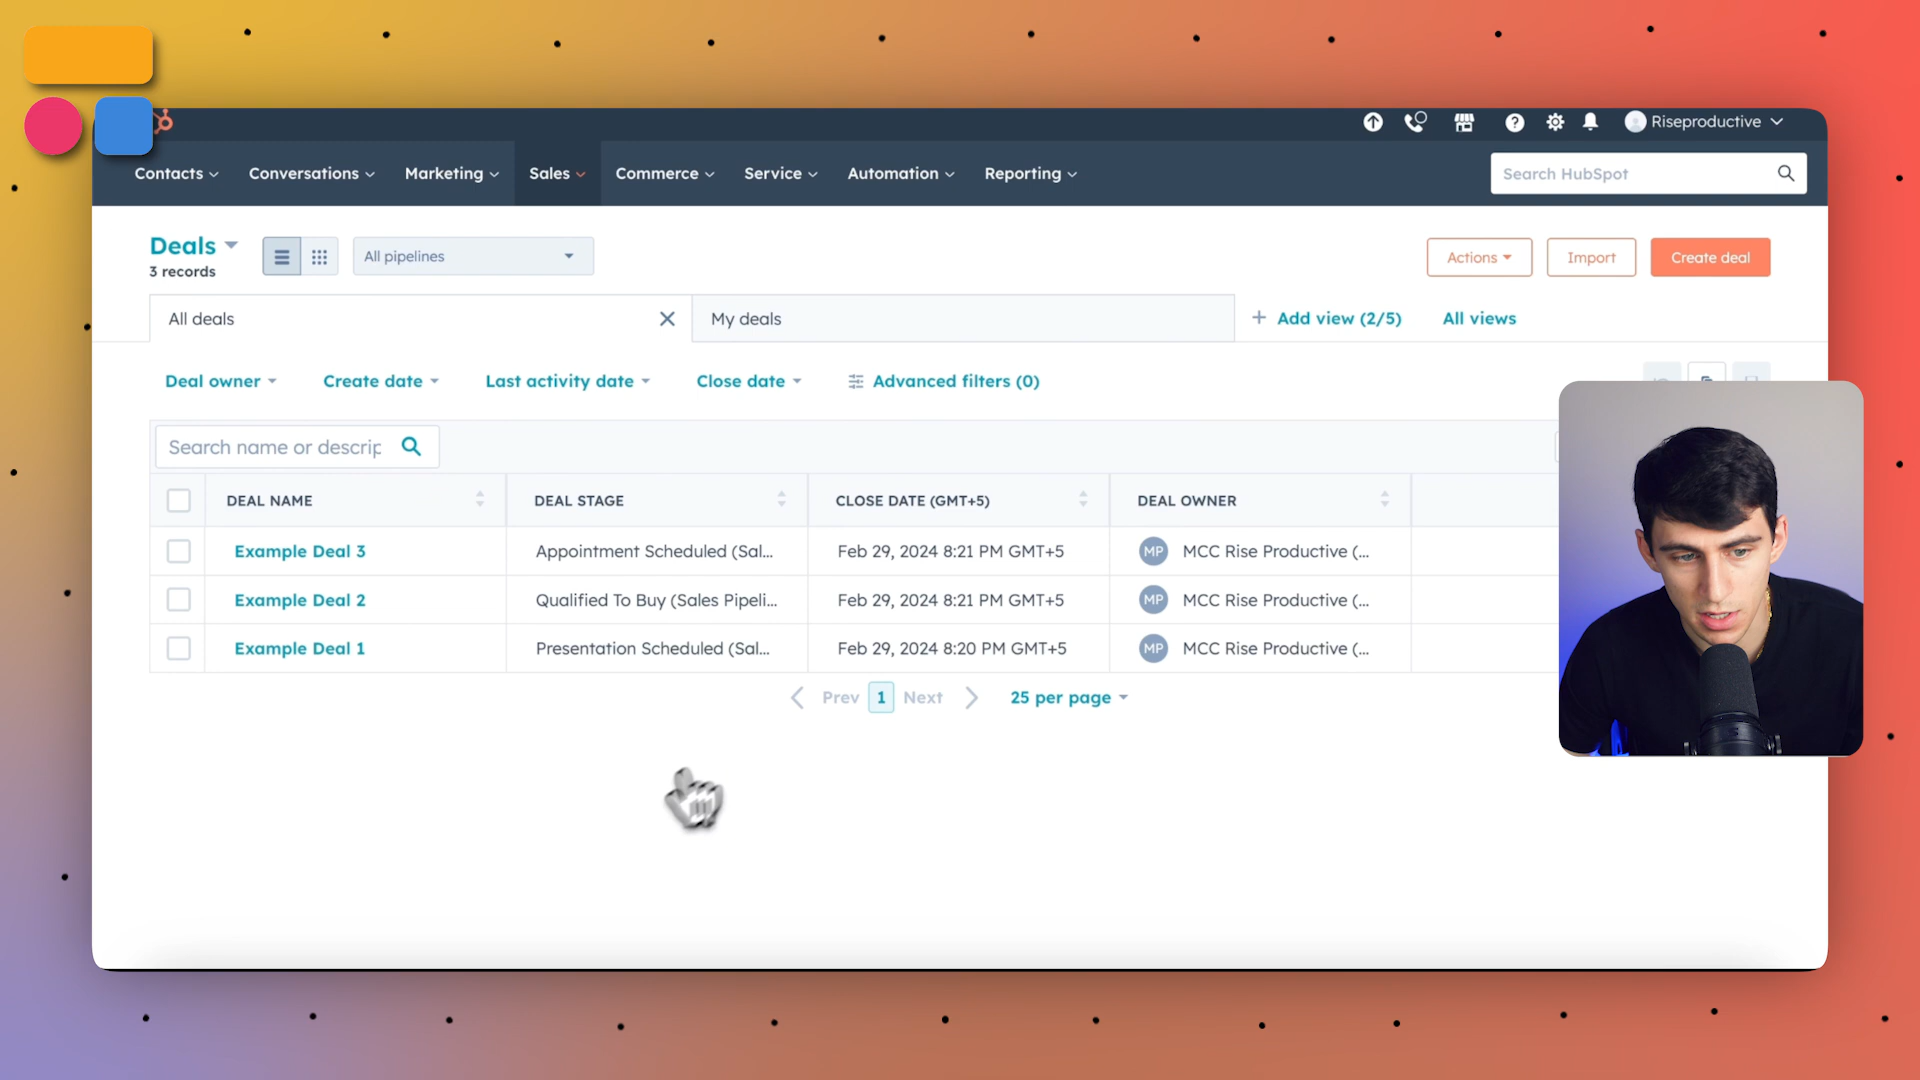 Riseproductive
Contacts Conversations Marketing Sales Commerce Service Automation Reporting Search HubSpot
Deals
3 records
All pipelines
Actions Import Create deal
All deals My deals + Add view (2/5) All views
Deal owner Create date Last activity date Close date Advanced filters (0)
Search name or descrip
DEAL NAME DEAL STAGE CLOSE DATE (GMT+5) DEAL OWNER
Example Deal 3 Appointment Scheduled (Sal... Feb 29, 2024 8:21 PM GMT+5 MP MCC Rise Productive (...
Example Deal 2 Qualified To Buy (Sales Pipeli... Feb 29, 2024 8:21 PM GMT+5 MP MCC Rise Productive (...
Example Deal 1 Presentation Scheduled (Sal... Feb 29, 2024 8:20 PM GMT+5 MP MCC Rise Productive (...
Prev 1 Next 25 per page